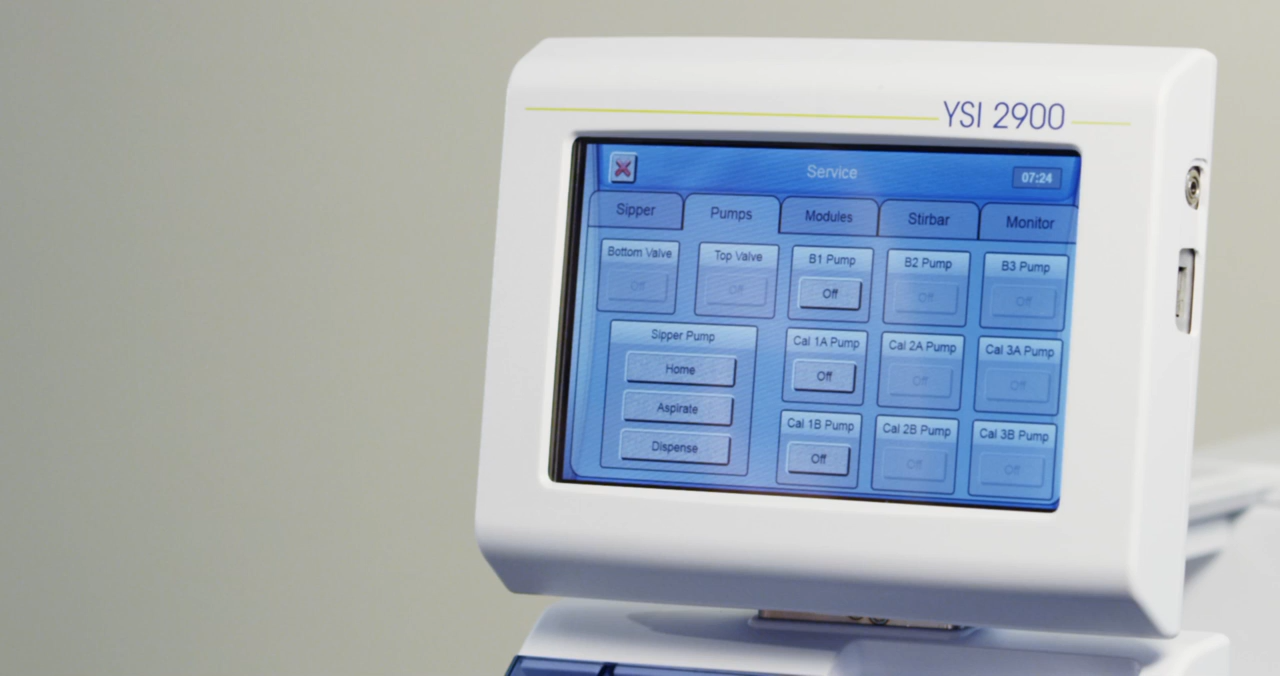 YSI 2900
Service
07:24
Sipper
Pumps
Modules
Stirbar
Monitor
Bottom Valve
Off
Top Valve
Off
B1 Pump
Off
B2 Pump
Off
B3 Pump
Off
Sipper Pump
Home
Aspirate
Dispense
Cal 1A Pump
Off
Cal 2A Pump
Off
Cal 3A Pump
Off
Cal 1B Pump
Off
Cal 2B Pump
Off
Cal 3B Pump
Off